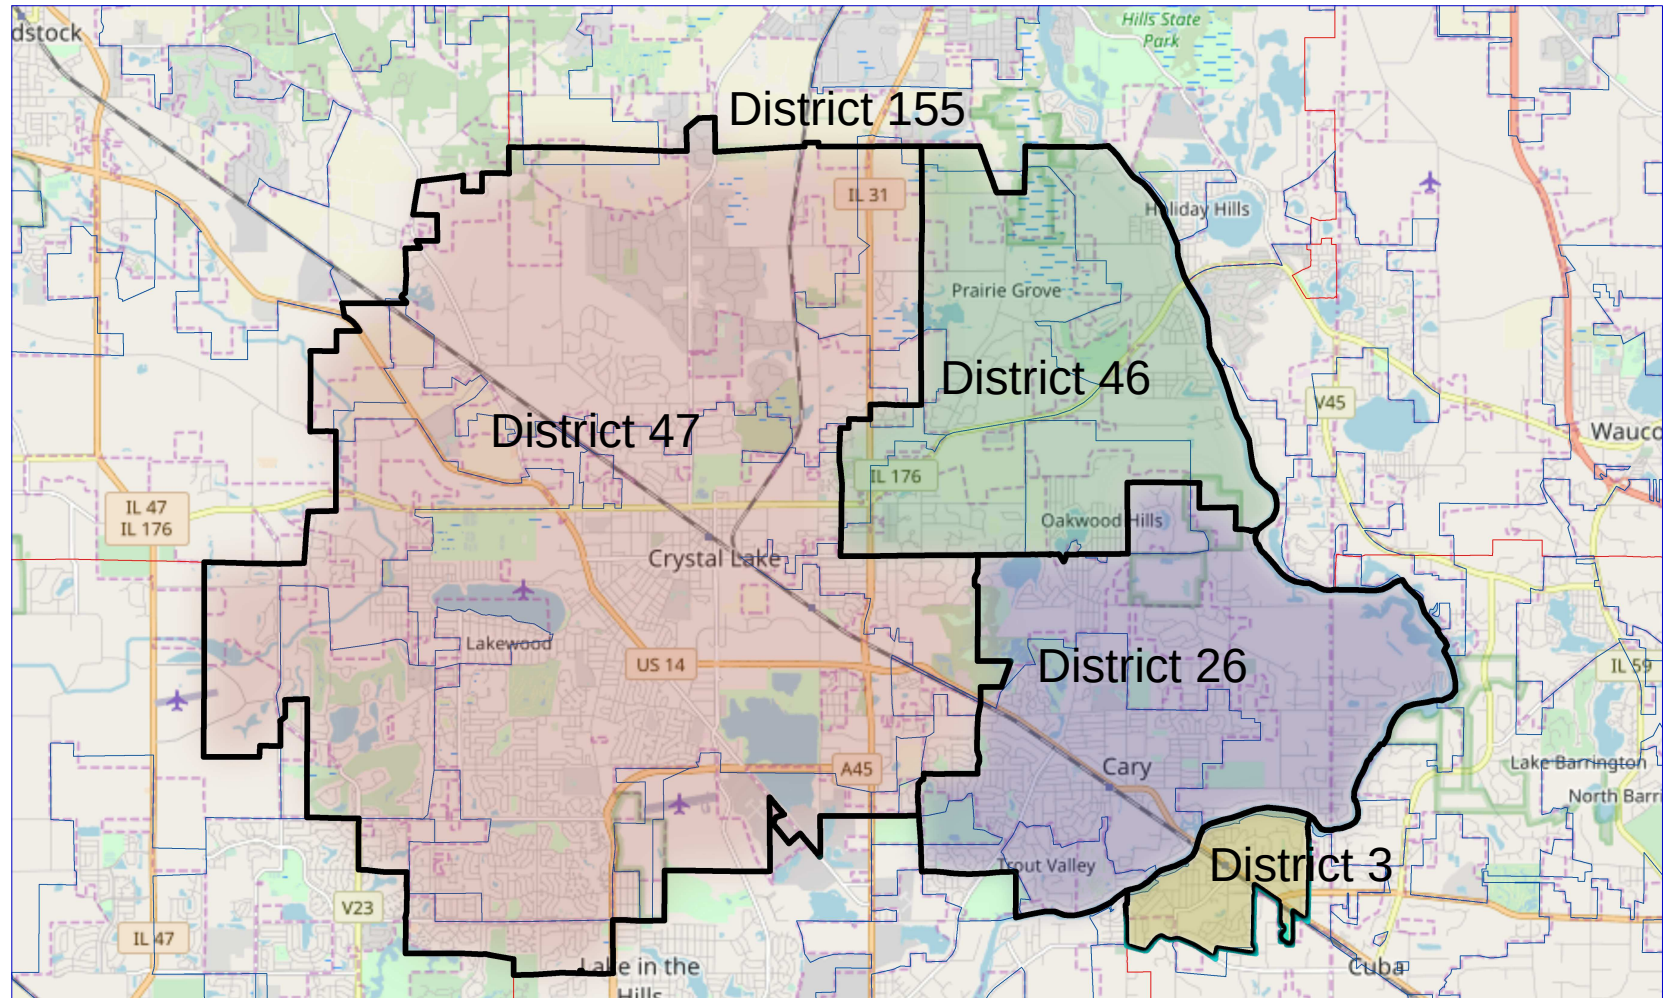 Hills State
Park
dstock
District 155
IL 31
Holiday Hills
Prairie Grove
District 46
V45
District 47
Wauco
IL 176
IL 47
IL 176
Oakwood Hills
Crystal Lake
Lakewood
US 14
District 26
IL 59
Cary
A45
Lake Barrington
North Barri
Trout Valley
District 3
V23
IL 47
Lake in the
Hills
Cuba